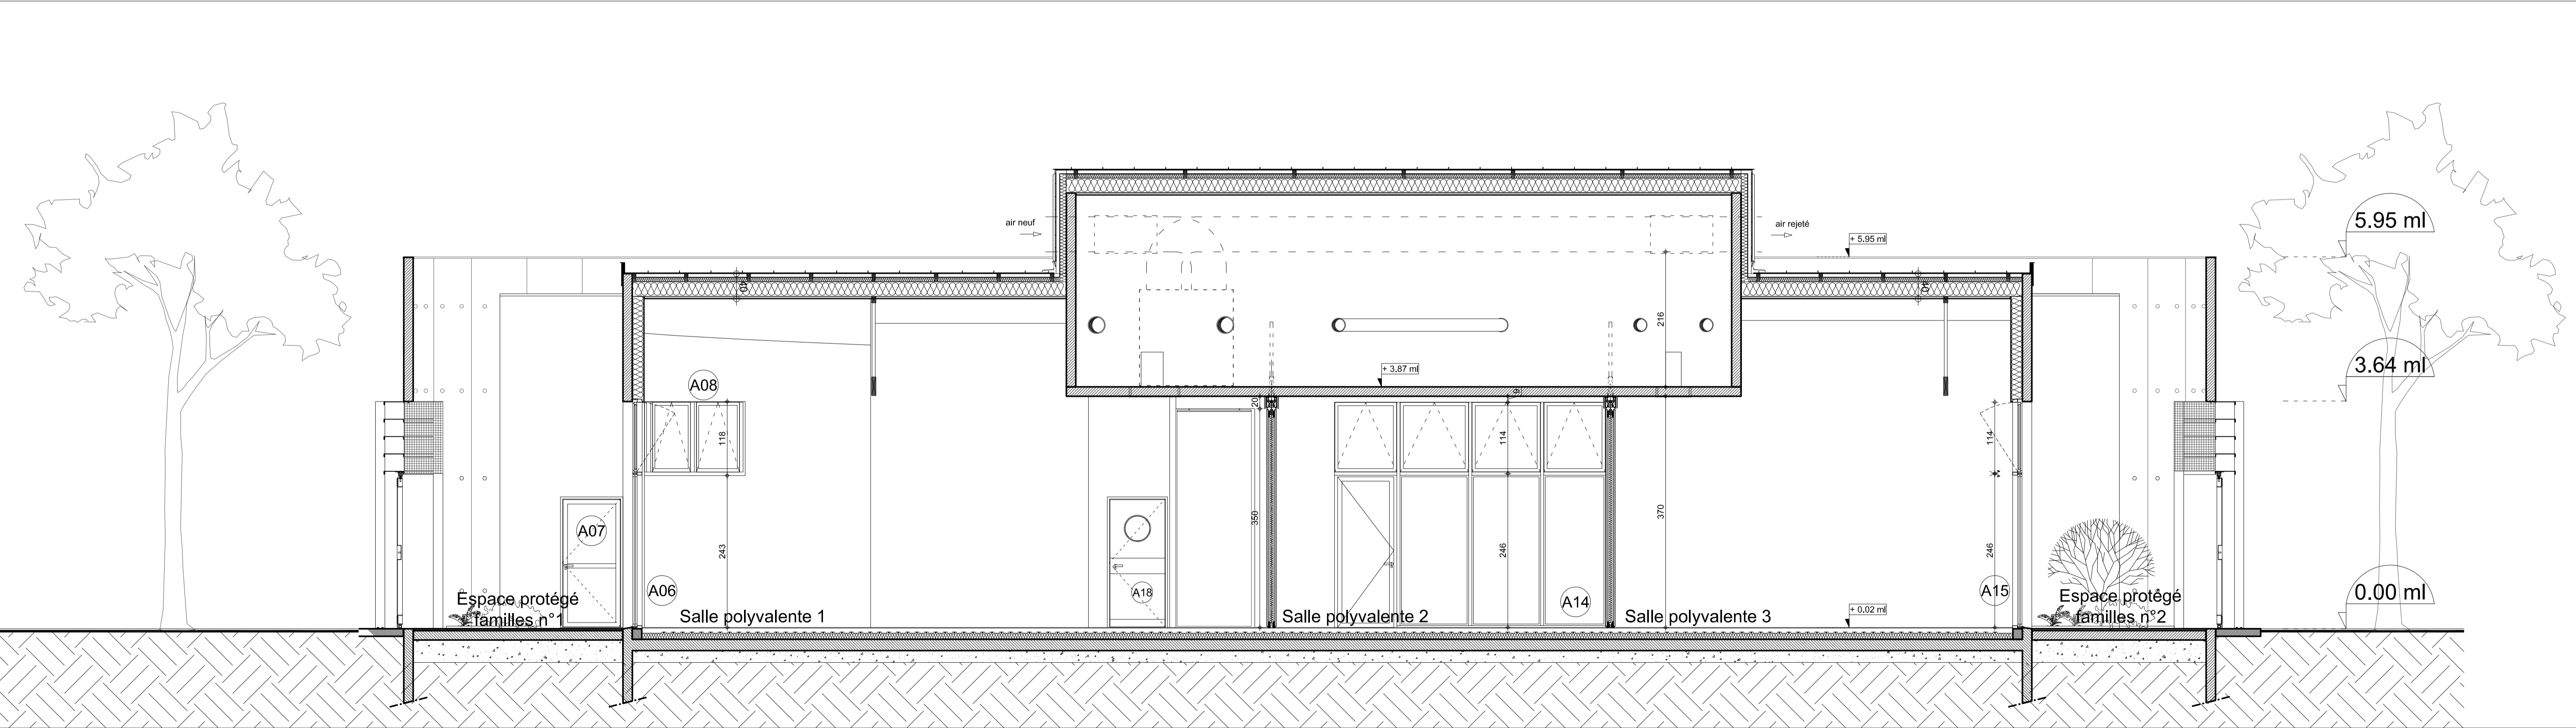 5.95 ml
air neuf
air rejeté
+ 5.95 ml
40
40
216
3.64 ml
+ 3.87 ml
A08
20
9
118
114
114
A07
350
370
243
246
246
A06
A18
A14
A15
0.00 ml
Espace protégé
familles n°1
Salle polyvalente 1
Salle polyvalente 2
Salle polyvalente 3
+ 0.02 ml
Espace protégé
familles n°2